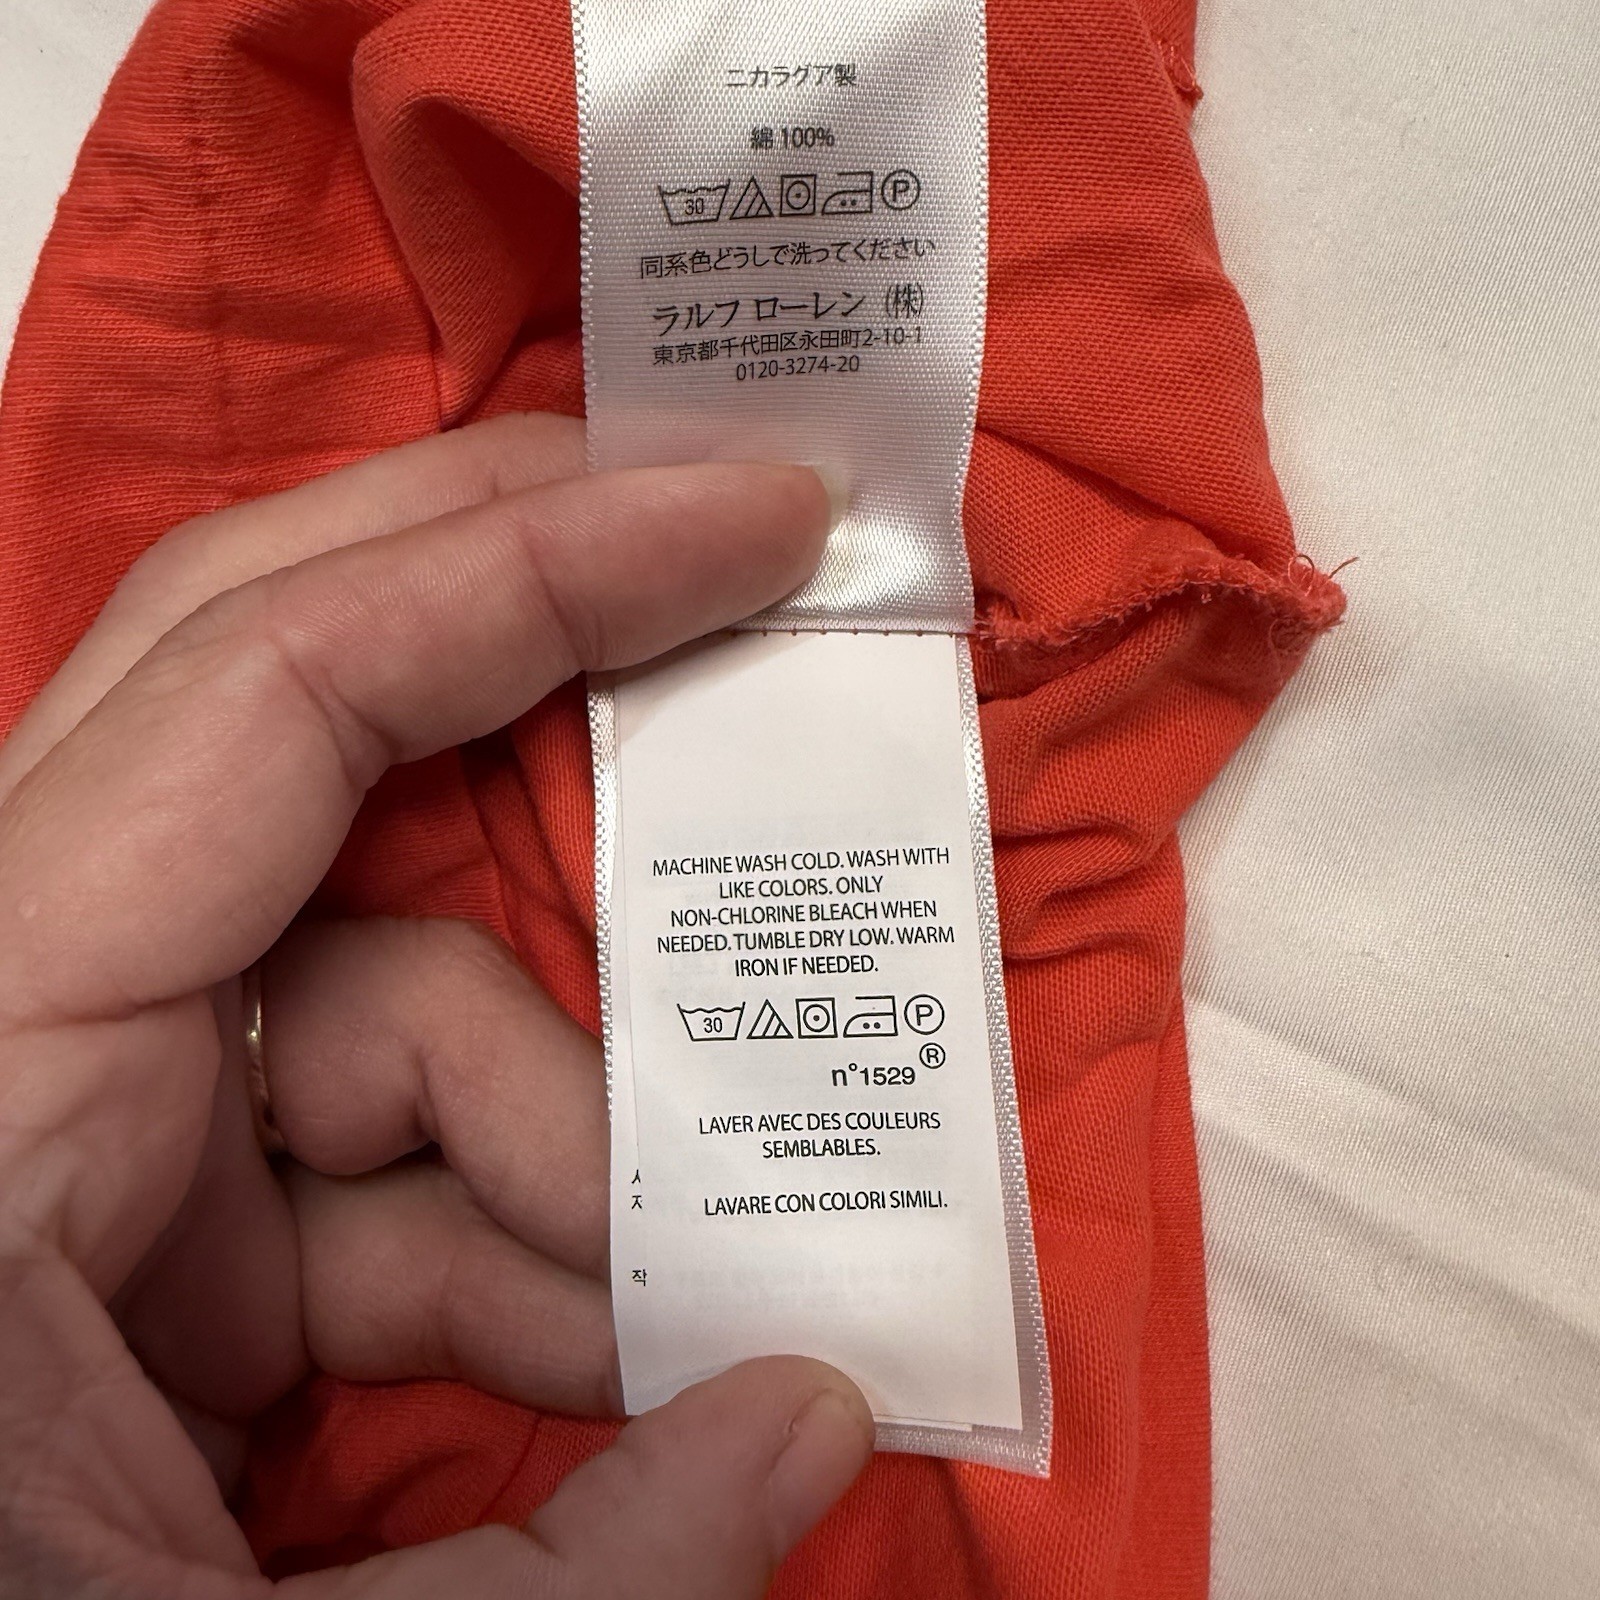 ニカラグア製
綿 100%
30 P
同系色どうしで洗ってください
ラルフ ローレン (株)
東京都千代田区永田町2-10-1
0120-3274-20
MACHINE WASH COLD. WASH WITH
LIKE COLORS. ONLY
NON-CHLORINE BLEACH WHEN
NEEDED. TUMBLE DRY LOW. WARM
IRON IF NEEDED.
30 P
n°1529 ®
LAVER AVEC DES COULEURS
SEMBLABLES.
LAVARE CON COLORI SIMILI.
작